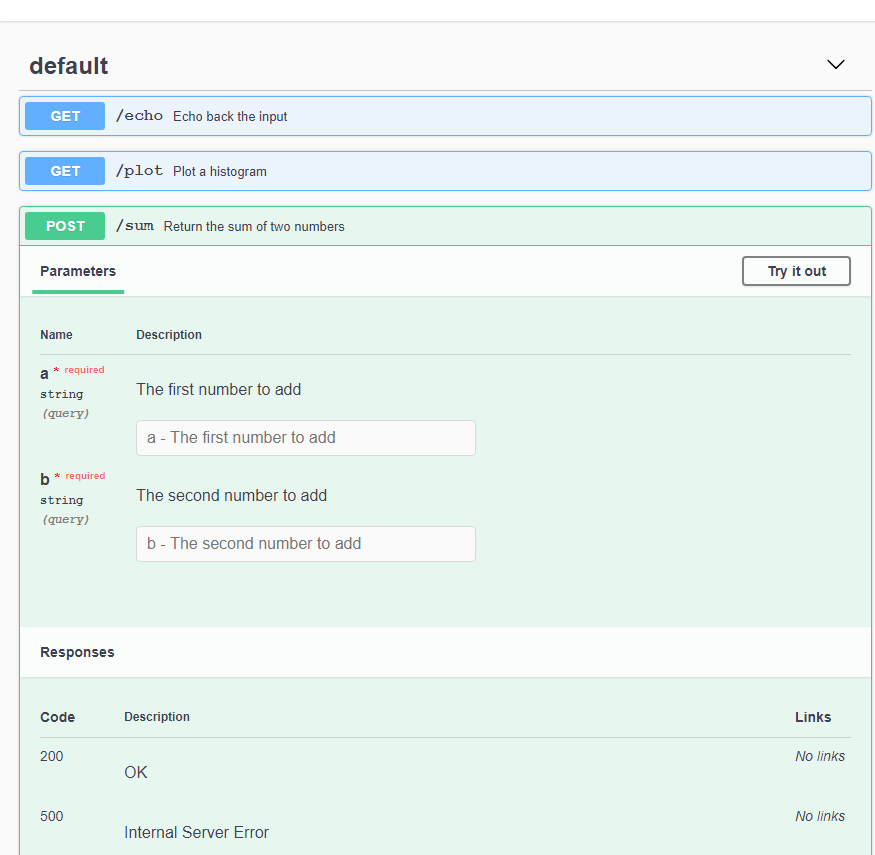 default
GET /echo Echo back the input
GET /plot Plot a histogram
POST /sum Return the sum of two numbers
Parameters
Try it out
Name Description
a * required
string
(query)
The first number to add
a - The first number to add
b * required
string
(query)
The second number to add
b - The second number to add
Responses
Code Description Links
200
OK
No links
500
Internal Server Error
No links